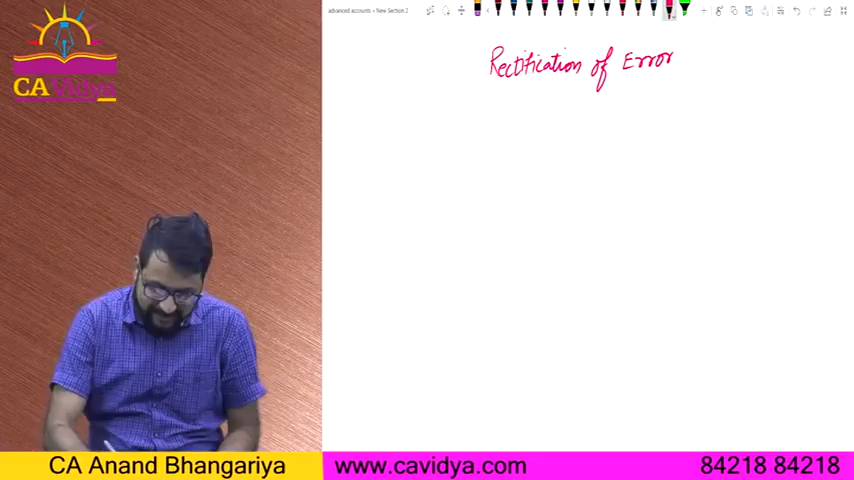 advanced accounts » New Section 2
Rectification of Error
CA Vidya
CA Anand Bhangariya
www.cavidya.com
84218 84218